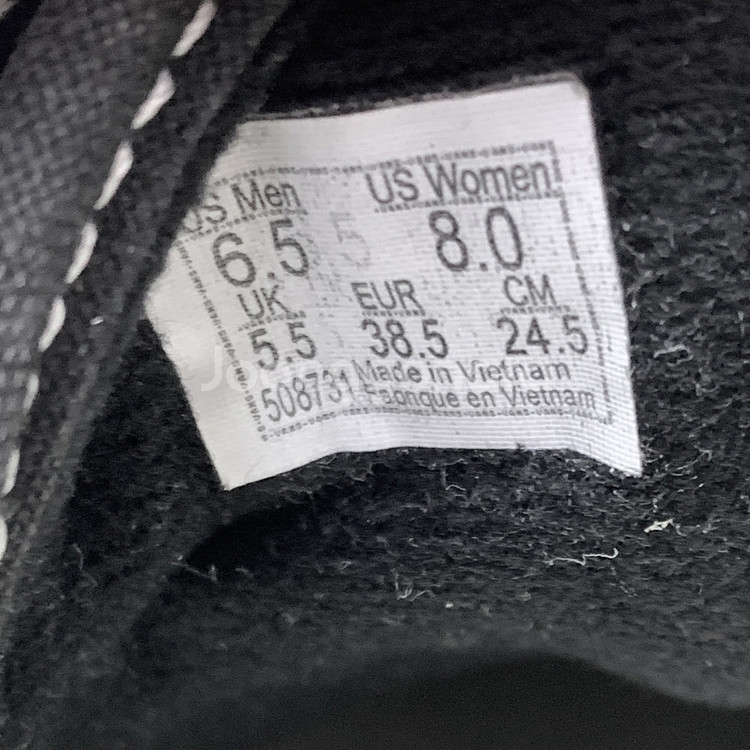 US Men US Women
6.5 8.0
UK EUR CM
5.5 38.5 24.5
508731 Made in Vietnam
Fabrique en Vietnam